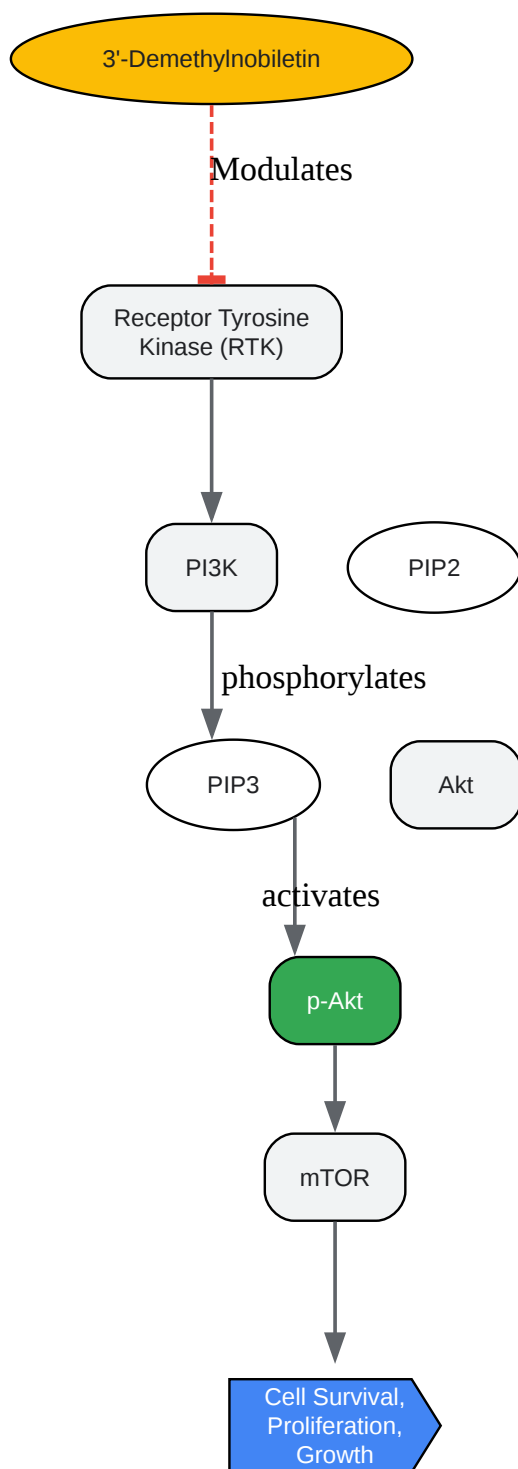 3'-Demethylnobiletin
Modulates
Receptor Tyrosine
Kinase (RTK)
PI3K
PIP2
phosphorylates
PIP3
Akt
activates
p-Akt
mTOR
Cell Survival,
Proliferation,
Growth